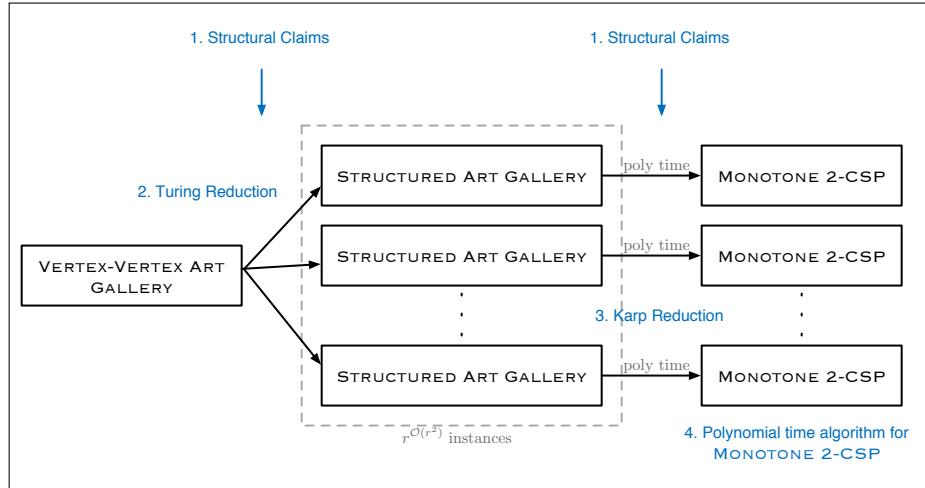 1. Structural Claims
1. Structural Claims
STRUCTURED ART GALLERY
poly time
MONOTONE 2-CSP
2. Turing Reduction
VERTEX-VERTEX ART
GALLERY
STRUCTURED ART GALLERY
poly time
MONOTONE 2-CSP
3. Karp Reduction
STRUCTURED ART GALLERY
poly time
MONOTONE 2-CSP
r^{O(r^2)} instances
4. Polynomial time algorithm for
MONOTONE 2-CSP